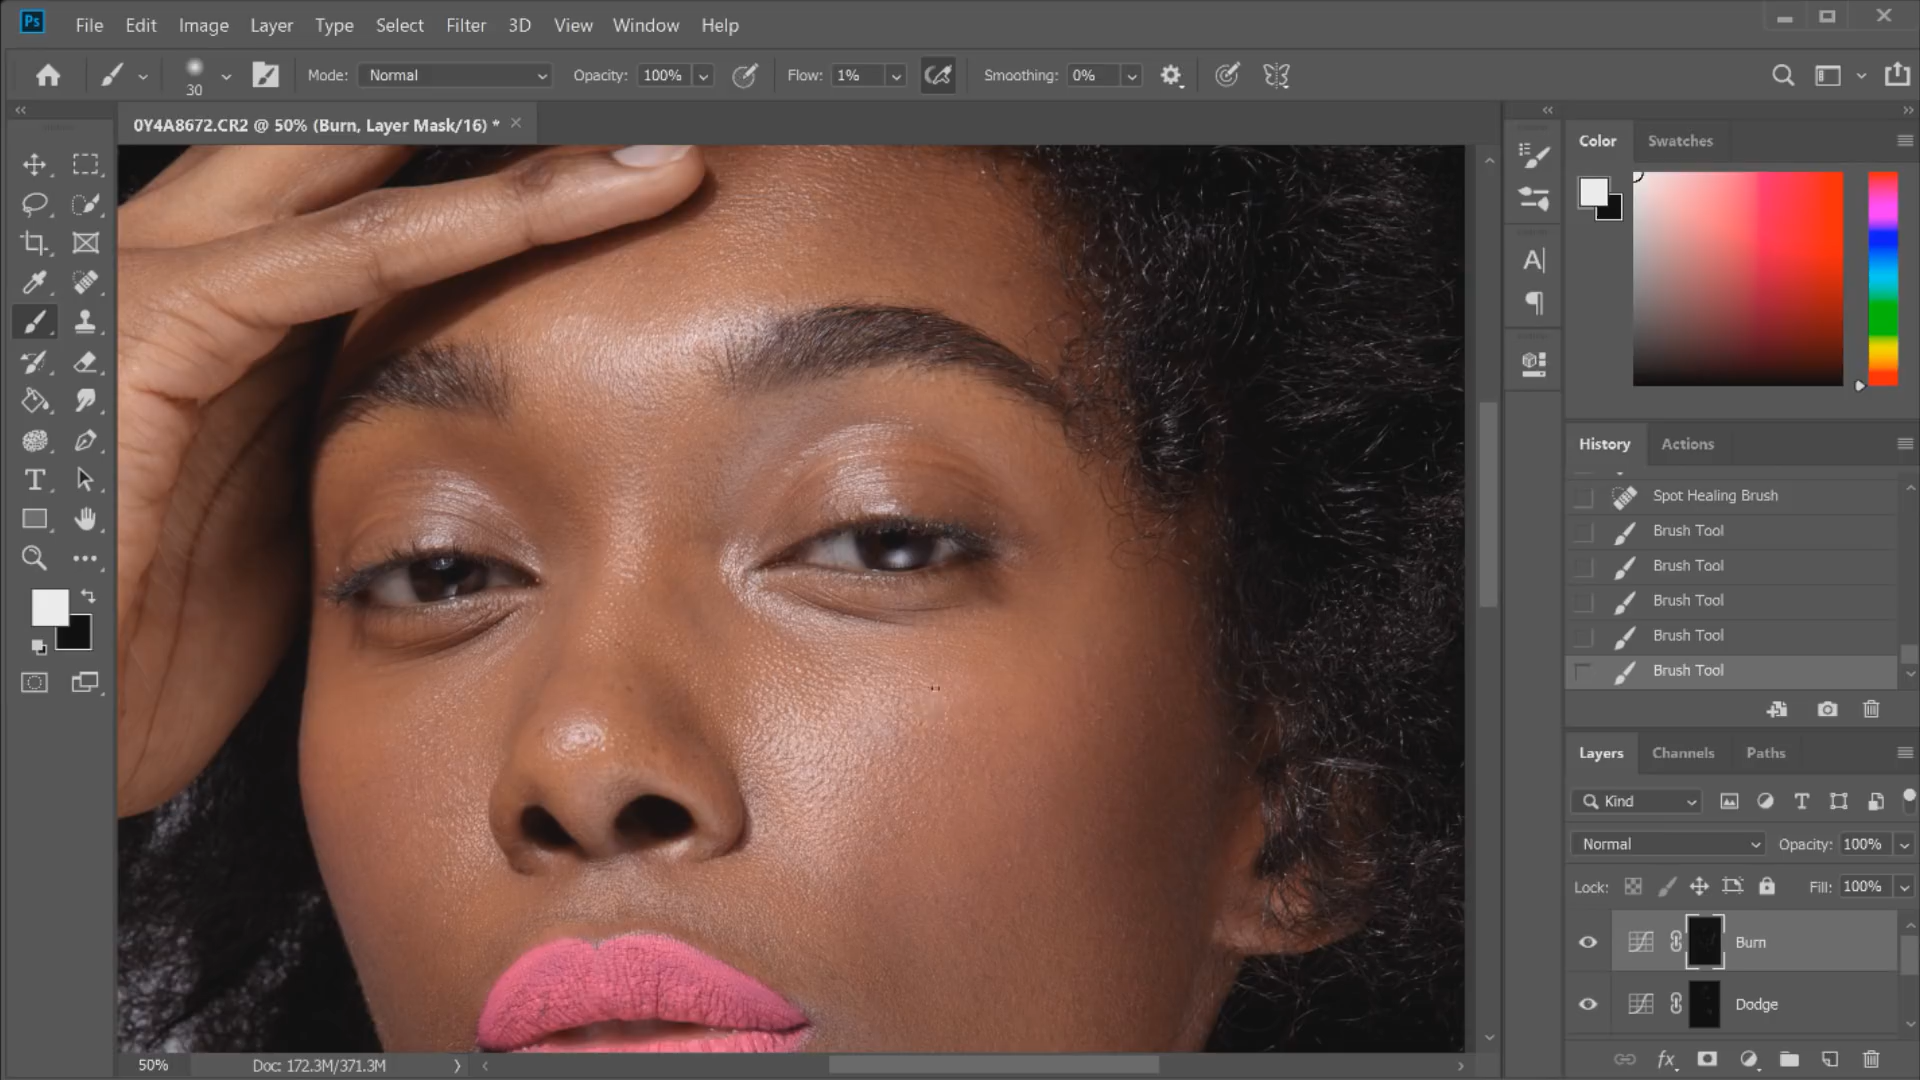 Ps File Edit Image Layer Type Select Filter 3D View Window Help
30 Mode: Normal Opacity: 100% Flow: 1% Smoothing: 0%
0Y4A8672.CR2 @ 50% (Burn, Layer Mask/16) *
Color Swatches
History Actions
Spot Healing Brush
Brush Tool
Brush Tool
Brush Tool
Brush Tool
Brush Tool
Layers Channels Paths
Kind
Normal Opacity: 100%
Lock: Fill: 100%
Burn
Dodge
50% Doc: 172.3M/371.3M